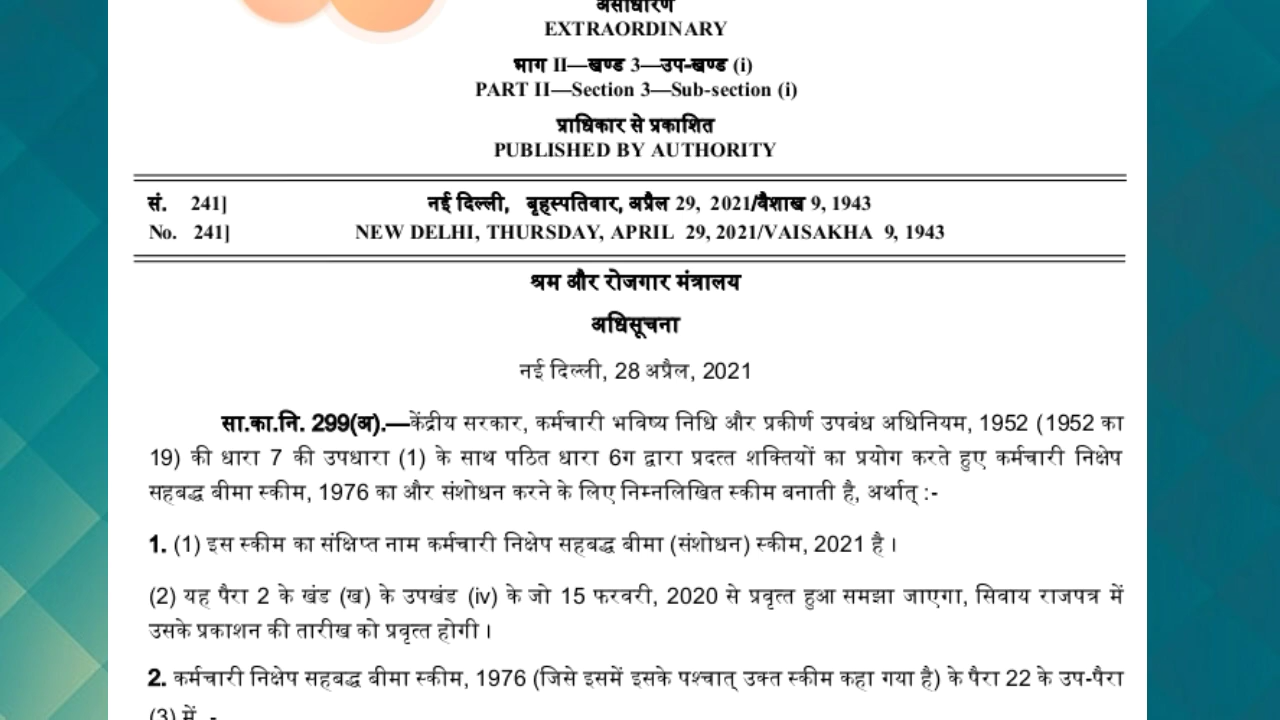 असाधारण
EXTRAORDINARY
भाग II—खण्ड 3—उप-खण्ड (i)
PART II—Section 3—Sub-section (i)
प्राधिकार से प्रकाशित
PUBLISHED BY AUTHORITY
सं. 241] नई दिल्ली, बृहस्पतिवार, अप्रैल 29, 2021/वैशाख 9, 1943
No. 241] NEW DELHI, THURSDAY, APRIL 29, 2021/VAISAKHA 9, 1943
श्रम और रोजगार मंत्रालय
अधिसूचना
नई दिल्ली, 28 अप्रैल, 2021
सा.का.नि. 299(अ).—केंद्रीय सरकार, कर्मचारी भविष्य निधि और प्रकीर्ण उपबंध अधिनियम, 1952 (1952 का
19) की धारा 7 की उपधारा (1) के साथ पठित धारा 6ग द्वारा प्रदत्त शक्तियों का प्रयोग करते हुए कर्मचारी निक्षेप
सहबद्ध बीमा स्कीम, 1976 का और संशोधन करने के लिए निम्नलिखित स्कीम बनाती है, अर्थात् :-
1. (1) इस स्कीम का संक्षिप्त नाम कर्मचारी निक्षेप सहबद्ध बीमा (संशोधन) स्कीम, 2021 है ।
(2) यह पैरा 2 के खंड (ख) के उपखंड (iv) के जो 15 फरवरी, 2020 से प्रवृत्त हुआ समझा जाएगा, सिवाय राजपत्र में
उसके प्रकाशन की तारीख को प्रवृत्त होगी ।
2. कर्मचारी निक्षेप सहबद्ध बीमा स्कीम, 1976 (जिसे इसमें इसके पश्चात् उक्त स्कीम कहा गया है) के पैरा 22 के उप-पैरा
(3) में, -